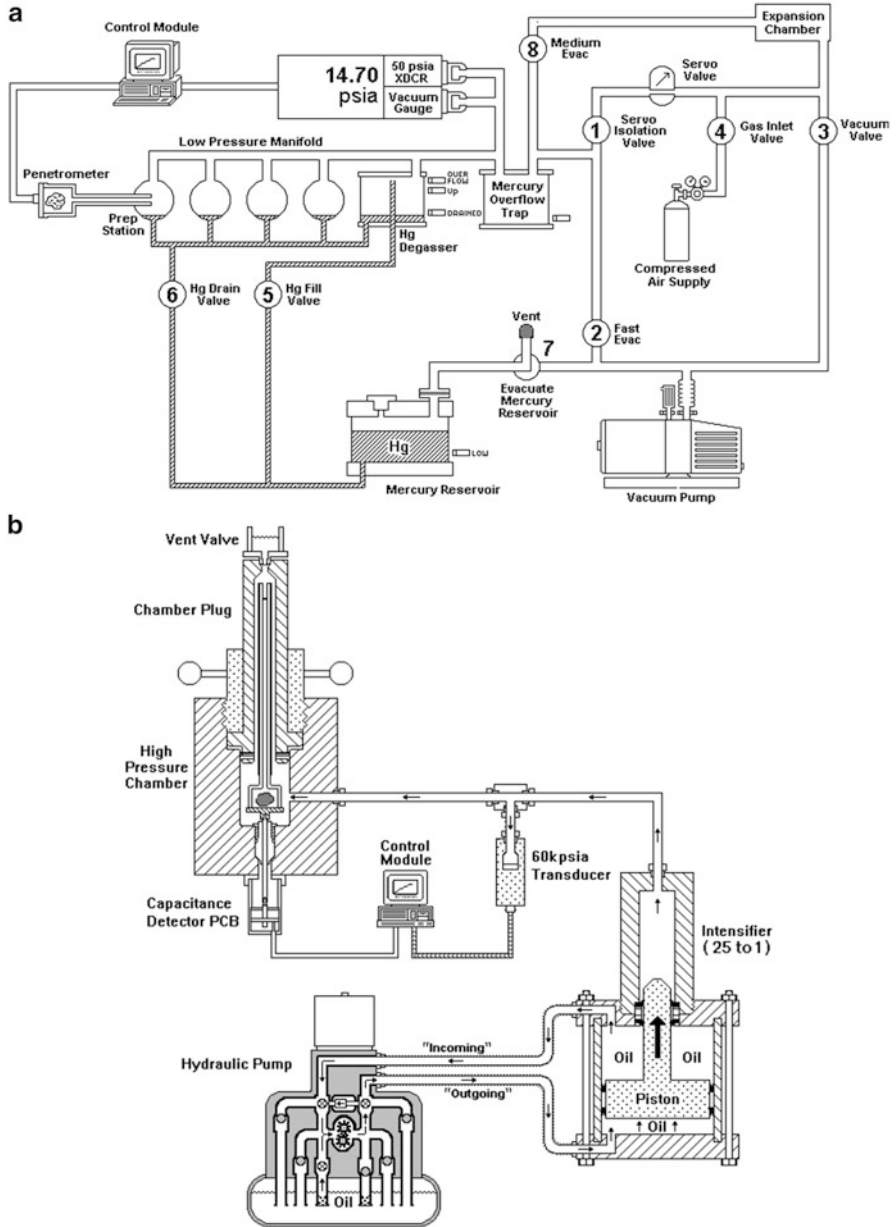 a
Control Module
14.70
psia
50 psia
XDCR
Vacuum
Gauge
8
Medium
Evac
Expansion
Chamber
Servo
Valve
1
Servo
Isolation
Valve
4
Gas Inlet
Valve
3
Vacuum
Valve
Low Pressure Manifold
Penetrometer
Prep
Station
OVER
FLOW
Up
DRAINED
Hg
Degasser
Mercury
Overflow
Trap
Compressed
Air Supply
6
Hg Drain
Valve
5
Hg Fill
Valve
Vent
7
2
Fast
Evac
Evacuate
Mercury
Reservoir
Hg
LOW
Mercury Reservoir
Vacuum Pump
b
Vent Valve
Chamber Plug
High
Pressure
Chamber
Control
Module
60kpsia
Transducer
Capacitance
Detector PCB
Intensifier
(25 to 1)
Hydraulic Pump
"Incoming"
"Outgoing"
Oil
Oil
Piston
Oil
Oil